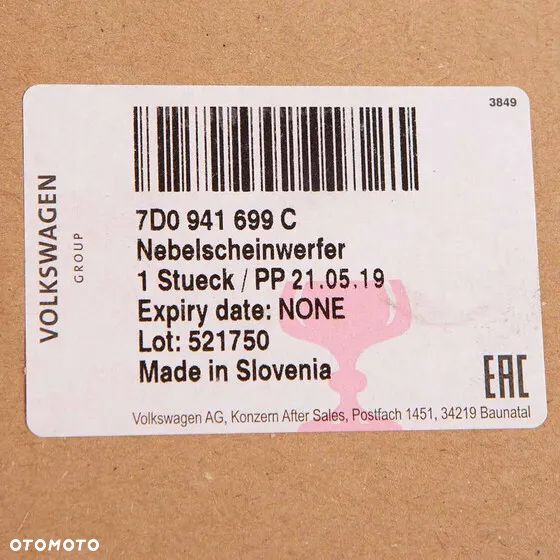 3849
VOLKSWAGEN
GROUP
7D0 941 699 C
Nebelscheinwerfer
1 Stueck / PP 21.05.19
Expiry date: NONE
Lot: 521750
Made in Slovenia
EAC
Volkswagen AG, Konzern After Sales, Postfach 1451, 34219 Baunatal
OTOMOTO